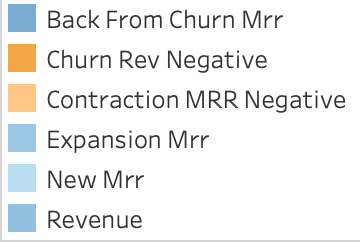 Back From Churn Mrr
Churn Rev Negative
Contraction MRR Negative
Expansion Mrr
New Mrr
Revenue